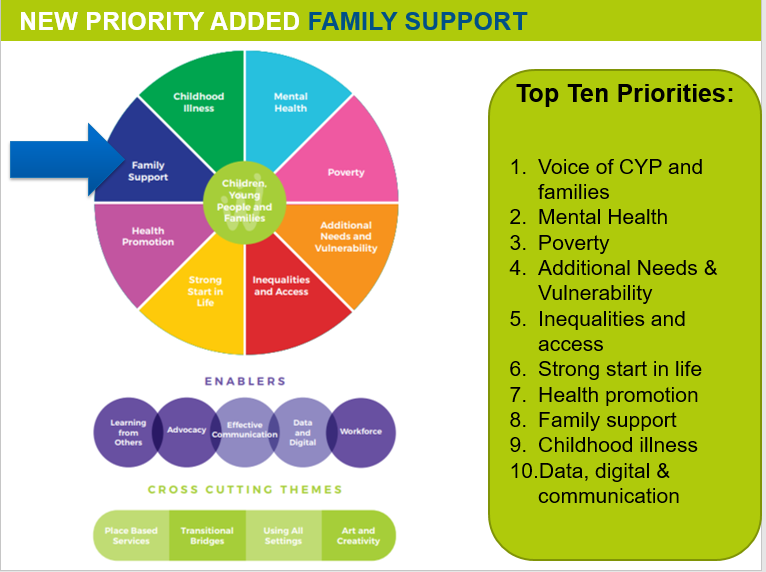 NEW PRIORITY ADDED FAMILY SUPPORT
Childhood
Illness
Mental
Health
Family
Support
Poverty
Children,
Young
People and
Families
Health
Promotion
Additional
Needs and
Vulnerability
Strong
Start in
Life
Inequalities
and Access
ENABLERS
Learning
from
Others
Advocacy
Effective
Communication
Data
and
Digital
Workforce
CROSS CUTTING THEMES
Place Based
Services
Transitional
Bridges
Using All
Settings
Art and
Creativity
Top Ten Priorities:
1. Voice of CYP and
families
2. Mental Health
3. Poverty
4. Additional Needs &
Vulnerability
5. Inequalities and
access
6. Strong start in life
7. Health promotion
8. Family support
9. Childhood illness
10.Data, digital &
communication